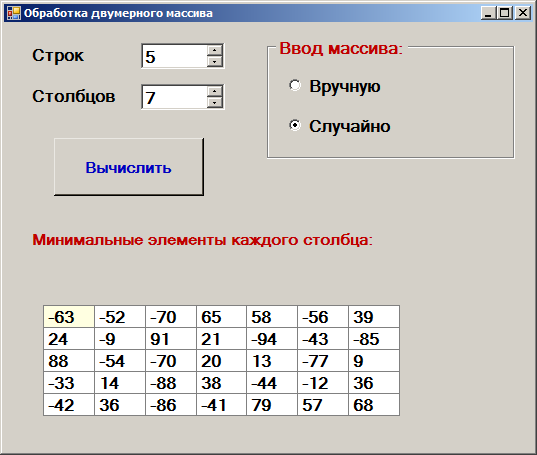 Обработка двумерного массива
Строк 5
Столбцов 7
Ввод массива:
Вручную
Случайно
Вычислить
Минимальные элементы каждого столбца:
-63 -52 -70 65 58 -56 39
24 -9 91 21 -94 -43 -85
88 -54 -70 20 13 -77 9
-33 14 -88 38 -44 -12 36
-42 36 -86 -41 79 57 68